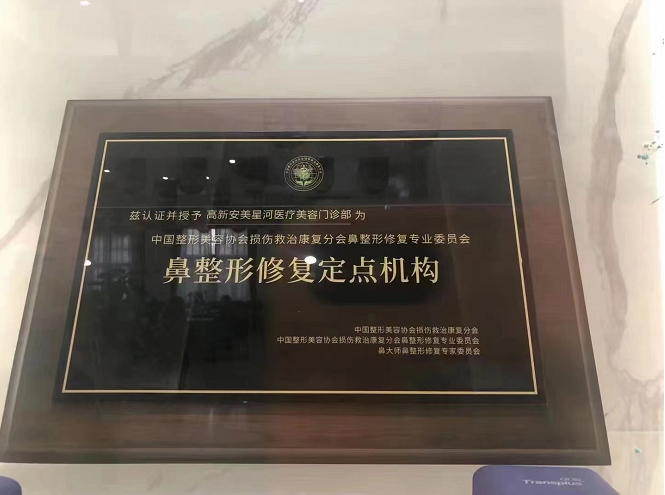 兹认证并授予 高新安美星河医疗美容门诊部 为
中国整形美容协会损伤救治康复分会鼻整形修复专业委员会
鼻整形修复定点机构
中国整形美容协会损伤救治康复分会
中国整形美容协会损伤救治康复分会鼻整形修复专业委员会
鼻大师鼻整形修复专家委员会
Transplus